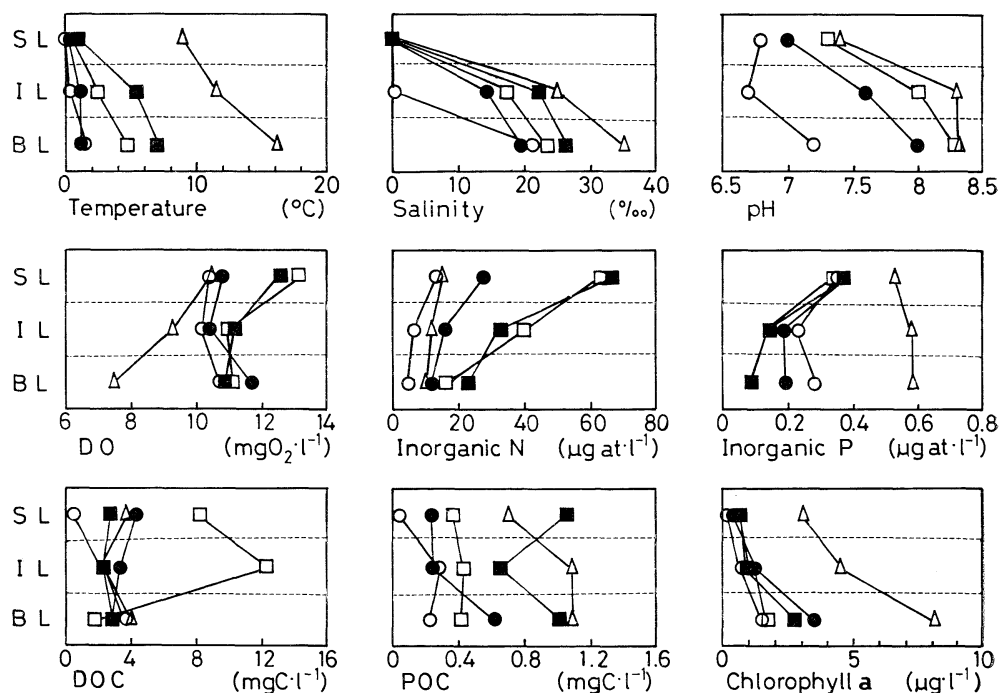 S L
I L
B L
0 10 20
Temperature (°C)
0 10 20 30 40
Salinity (‰)
6.5 7 7.5 8 8.5
pH
S L
I L
B L
6 8 10 12 14
DO (mgO₂·l⁻¹)
0 20 40 60 80
Inorganic N (µg at·l⁻¹)
0 0.2 0.4 0.6 0.8
Inorganic P (µg at·l⁻¹)
S L
I L
B L
0 4 8 12 16
DOC (mgC·l⁻¹)
0 0.4 0.8 1.2 1.6
POC (mgC·l⁻¹)
0 5 10
Chlorophyll a (µg·l⁻¹)